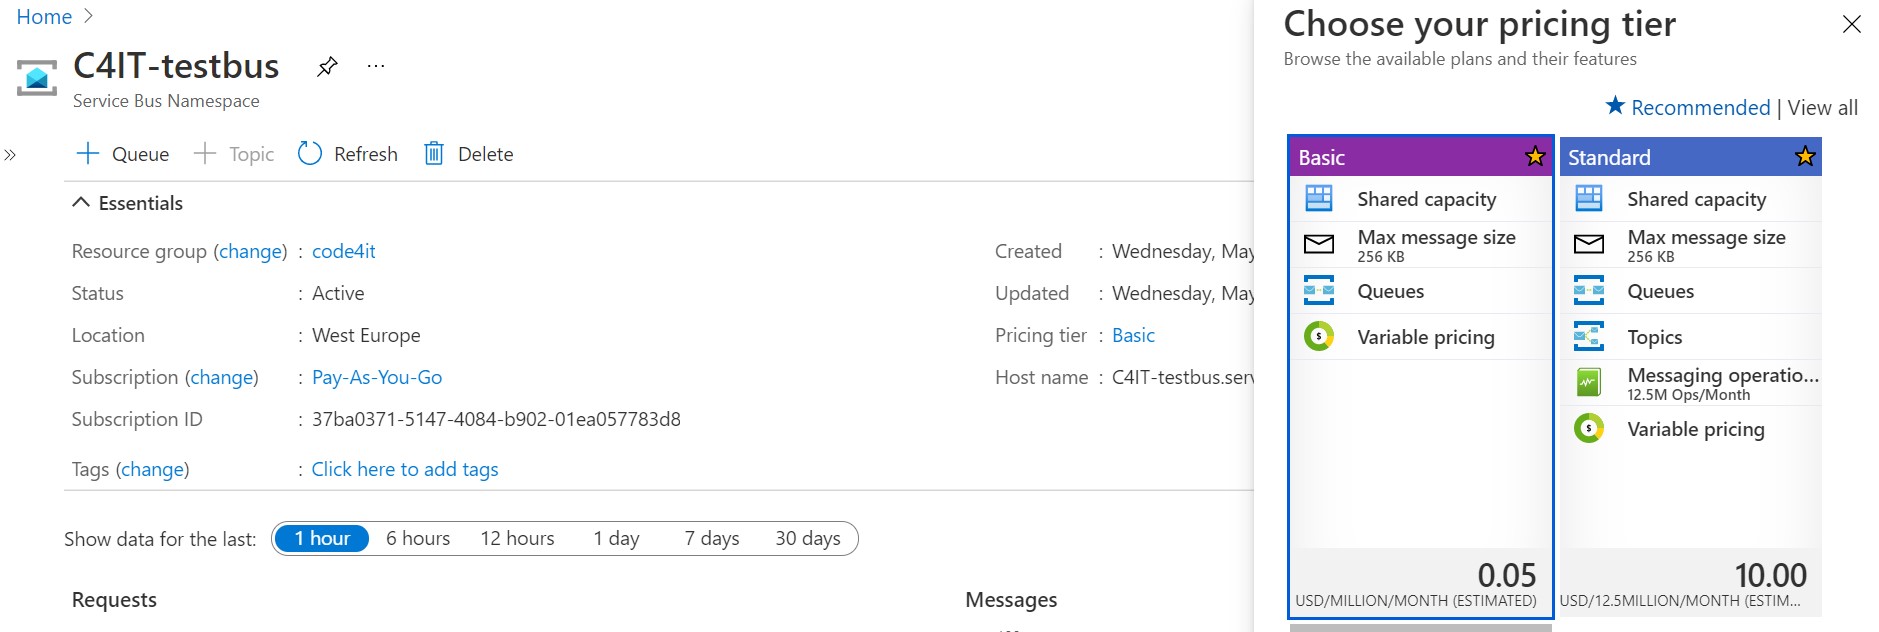 Home
C4IT-testbus
Service Bus Namespace
Queue Topic Refresh Delete
Essentials
Resource group (change) : code4it
Status : Active
Location : West Europe
Subscription (change) : Pay-As-You-Go
Subscription ID : 37ba0371-5147-4084-b902-01ea057783d8
Tags (change) : Click here to add tags
Created : Wednesday, May
Updated : Wednesday, May
Pricing tier : Basic
Host name : C4IT-testbus.serv
Show data for the last: 1 hour 6 hours 12 hours 1 day 7 days 30 days
Requests
Messages
Choose your pricing tier
Browse the available plans and their features
Recommended | View all
Basic
Shared capacity
Max message size
256 KB
Queues
Variable pricing
0.05
USD/MILLION/MONTH (ESTIMATED)
Standard
Shared capacity
Max message size
256 KB
Queues
Topics
Messaging operatio...
12.5M Ops/Month
Variable pricing
10.00
USD/12.5MILLION/MONTH (ESTIM...